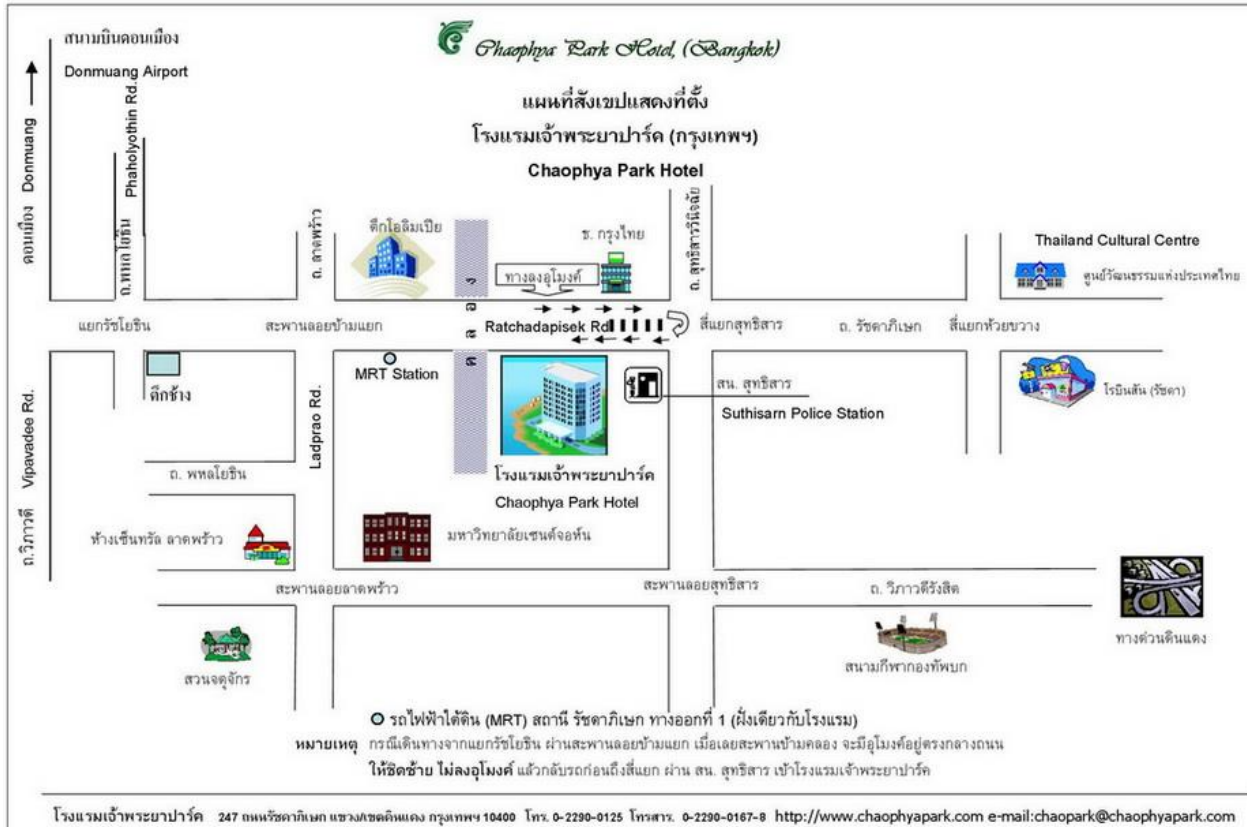 สนามบินดอนเมือง
Donmuang Airport
Chaophya Park Hotel, (Bangkok)
แผนที่สังเขปแสดงที่ตั้ง
โรงแรมเจ้าพระยาปาร์ค (กรุงเทพฯ)
Chaophya Park Hotel
ดอนเมือง Donmuang
ถ.พหลโยธิน Phaholyothin Rd.
ถ. ลาดพร้าว
ตึกโอลิมเปีย
ธ. กรุงไทย
ถ. สุทธิสารวินิจฉัย
Thailand Cultural Centre
ศูนย์วัฒนธรรมแห่งประเทศไทย
ทางลงอุโมงค์
คลอง
แยกรัชโยธิน
สะพานลอยข้ามแยก
Ratchadapisek Rd
สี่แยกสุทธิสาร
ถ. รัชดาภิเษก
สี่แยกห้วยขวาง
MRT Station
ตึกช้าง
สน. สุทธิสาร
Suthisarn Police Station
โรบินสัน (รัชดา)
ถ.วิภาวดี Vipavadee Rd.
Ladprao Rd.
ถ. พหลโยธิน
โรงแรมเจ้าพระยาปาร์ค
Chaophya Park Hotel
ห้างเซ็นทรัล ลาดพร้าว
มหาวิทยาลัยเซนต์จอห์น
สะพานลอยลาดพร้าว
สะพานลอยสุทธิสาร
ถ. วิภาวดีรังสิต
ทางด่วนดินแดง
สวนจตุจักร
สนามกีฬากองทัพบก
รถไฟฟ้าใต้ดิน (MRT) สถานี รัชดาภิเษก ทางออกที่ 1 (ฝั่งเดียวกับโรงแรม)
หมายเหตุ กรณีเดินทางจากแยกรัชโยธิน ผ่านสะพานลอยข้ามแยก เมื่อเลยสะพานข้ามคลอง จะมีอุโมงค์อยู่ตรงกลางถนน
ให้ชิดซ้าย ไม่ลงอุโมงค์ แล้วกลับรถก่อนถึงสี่แยก ผ่าน สน. สุทธิสาร เข้าโรงแรมเจ้าพระยาปาร์ค
โรงแรมเจ้าพระยาปาร์ค 247 ถนนรัชดาภิเษก แขวง/เขตดินแดง กรุงเทพฯ 10400 โทร. 0-2290-0125 โทรสาร. 0-2290-0167-8 http://www.chaophyapark.com e-mail:chaopark@chaophyapark.com